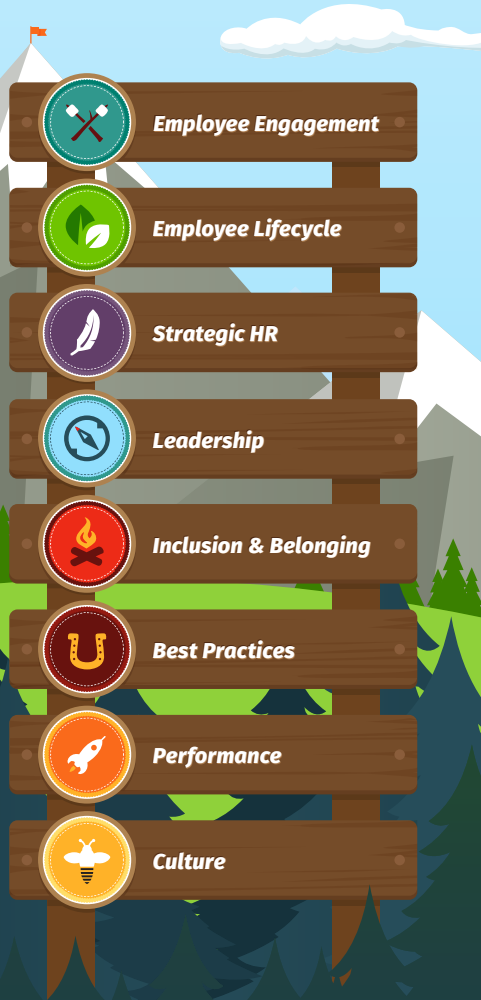 Employee Engagement
Employee Lifecycle
Strategic HR
Leadership
Inclusion & Belonging
Best Practices
Performance
Culture